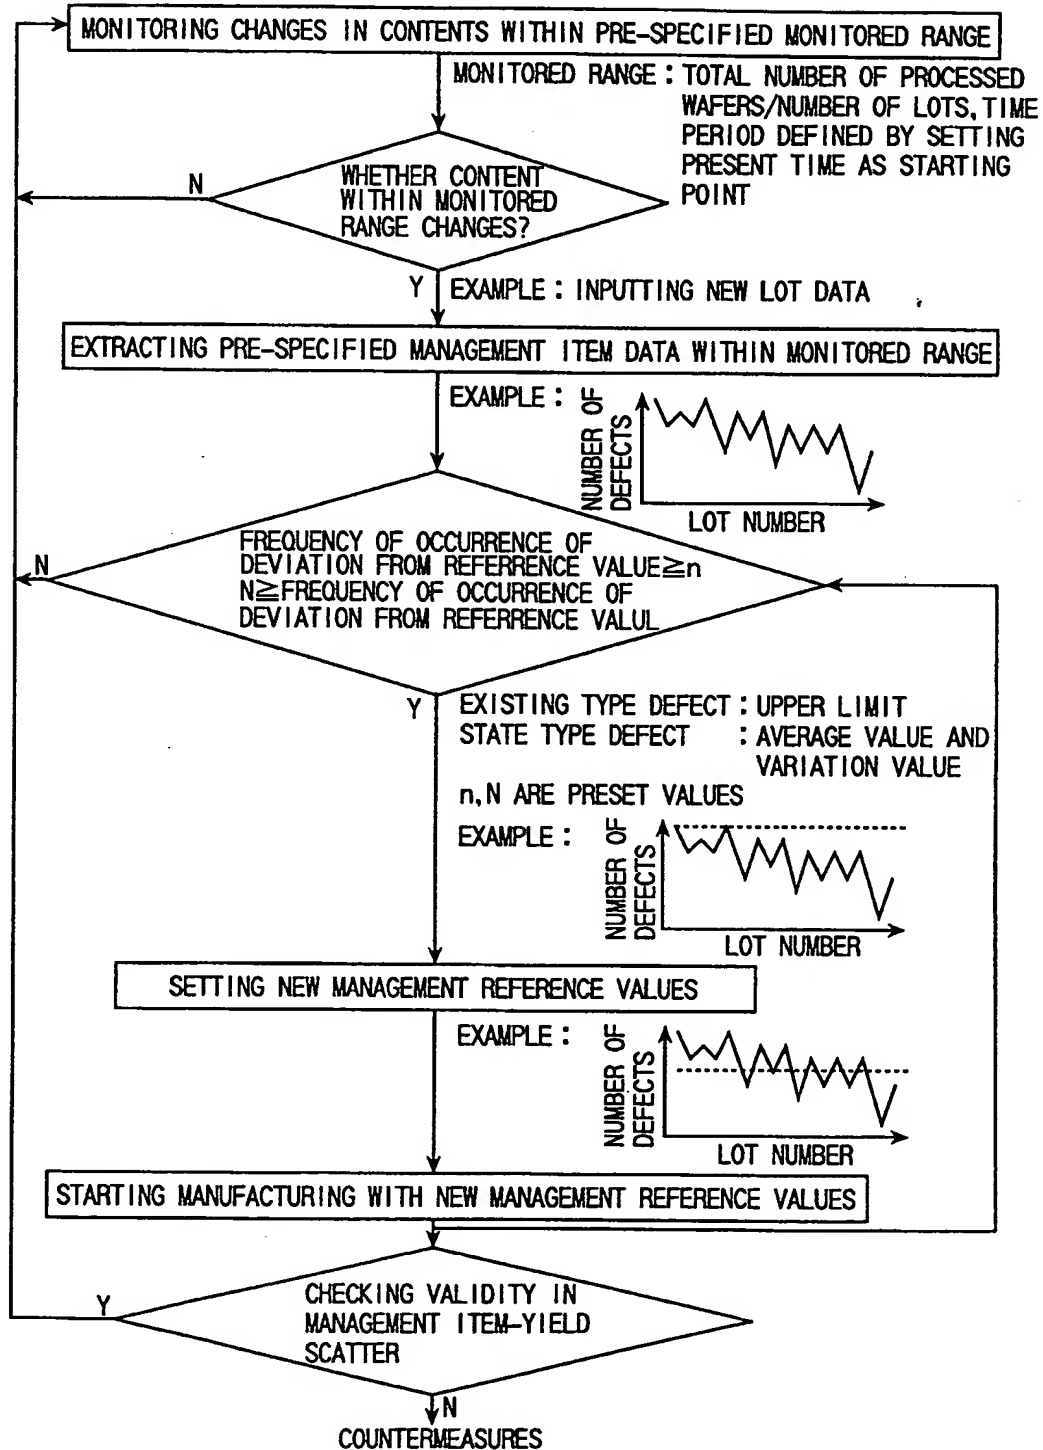 MONITORING CHANGES IN CONTENTS WITHIN PRE-SPECIFIED MONITORED RANGE
MONITORED RANGE : TOTAL NUMBER OF PROCESSED
WAFERS/NUMBER OF LOTS, TIME
PERIOD DEFINED BY SETTING
PRESENT TIME AS STARTING
POINT
N
WHETHER CONTENT
WITHIN MONITORED
RANGE CHANGES?
Y
EXAMPLE : INPUTTING NEW LOT DATA
EXTRACTING PRE-SPECIFIED MANAGEMENT ITEM DATA WITHIN MONITORED RANGE
EXAMPLE :
NUMBER OF
DEFECTS
LOT NUMBER
N
FREQUENCY OF OCCURRENCE OF
DEVIATION FROM REFERRENCE VALUE≧n
N≧FREQUENCY OF OCCURRENCE OF
DEVIATION FROM REFERRENCE VALUL
Y
EXISTING TYPE DEFECT : UPPER LIMIT
STATE TYPE DEFECT : AVERAGE VALUE AND
VARIATION VALUE
n, N ARE PRESET VALUES
EXAMPLE :
NUMBER OF
DEFECTS
LOT NUMBER
SETTING NEW MANAGEMENT REFERENCE VALUES
EXAMPLE :
NUMBER OF
DEFECTS
LOT NUMBER
STARTING MANUFACTURING WITH NEW MANAGEMENT REFERENCE VALUES
Y
CHECKING VALIDITY IN
MANAGEMENT ITEM-YIELD
SCATTER
N
COUNTERMEASURES